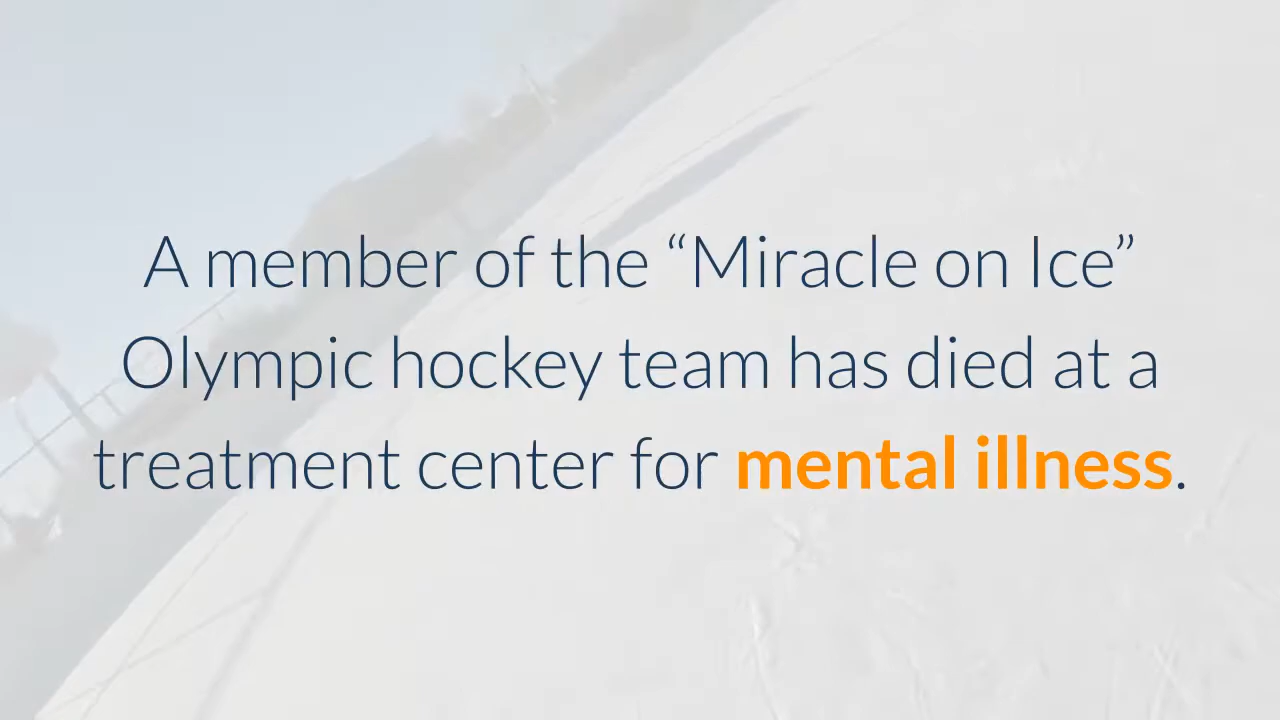 A member of the “Miracle on Ice”
Olympic hockey team has died at a
treatment center for mental illness.